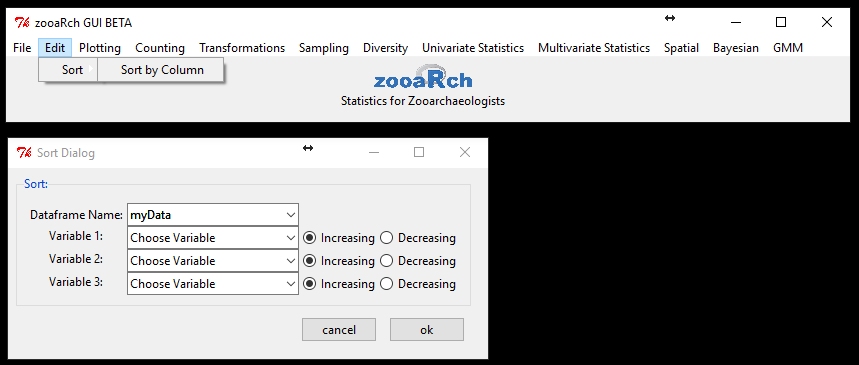 zooaRch GUI BETA
File Edit Plotting Counting Transformations Sampling Diversity Univariate Statistics Multivariate Statistics Spatial Bayesian GMM
Sort Sort by Column
zooaRch
Statistics for Zooarchaeologists
Sort Dialog
Sort:
Dataframe Name: myData
Variable 1: Choose Variable Increasing Decreasing
Variable 2: Choose Variable Increasing Decreasing
Variable 3: Choose Variable Increasing Decreasing
cancel ok